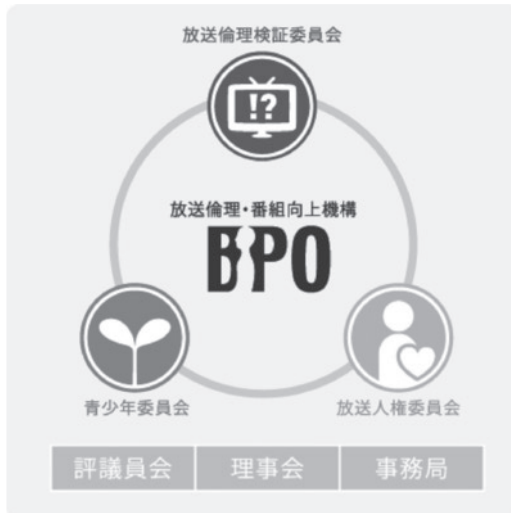 放送倫理検証委員会
!?
放送倫理・番組向上機構
BPO
青少年委員会
放送人権委員会
評議員会
理事会
事務局